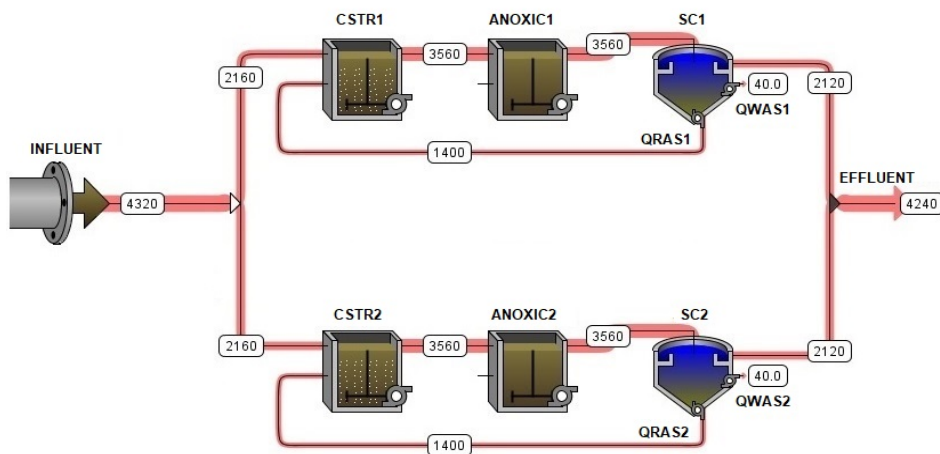 CSTR1
ANOXIC1
SC1
3560
3560
2160
40.0
2120
QWAS1
QRAS1
1400
INFLUENT
EFFLUENT
4320
4240
CSTR2
ANOXIC2
SC2
3560
3560
2160
2120
40.0
QWAS2
QRAS2
1400